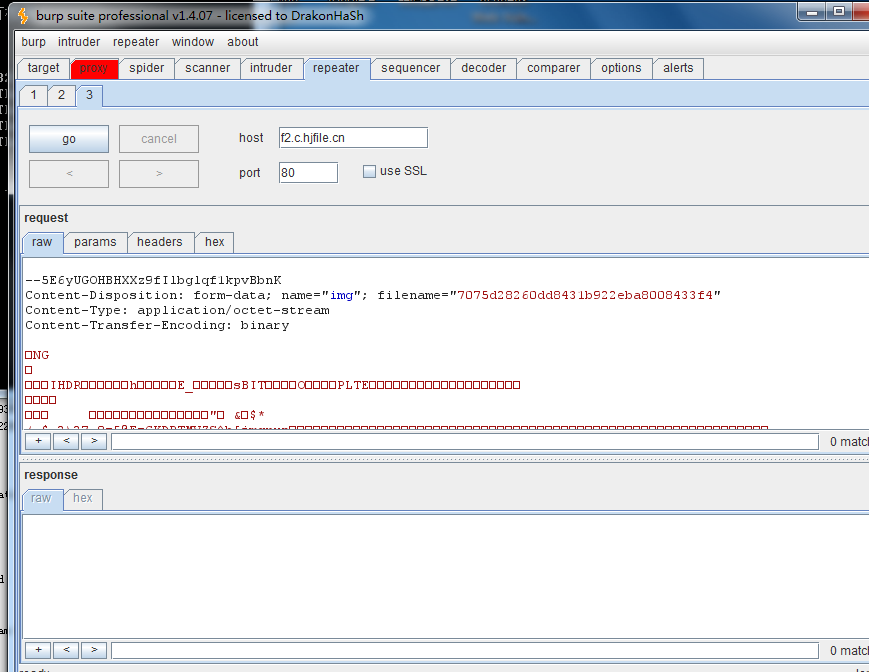 burp suite professional v1.4.07 - licensed to DrakonHaSh
burp intruder repeater window about
target proxy spider scanner intruder repeater sequencer decoder comparer options alerts
1 2 3
go cancel host f2.c.hjfile.cn
< > port 80 use SSL
request
raw params headers hex
--5E6yUGOHBHXXz9fIlbglqf1kpvBbnK
Content-Disposition: form-data; name="img"; filename="7075d28260dd8431b922eba8008433f4"
Content-Type: application/octet-stream
Content-Transfer-Encoding: binary
□NG
□
□□□IHDR□□□□□□h□□□□□E_□□□□□sBIT□□□□O□□□□PLTE□□□□□□□□□□□□□□□□□□□
□□□□
□□□ □□□□□□□□□□□□□□□"□ &□$*
+ < > 0 match
response
raw hex
+ < > 0 match